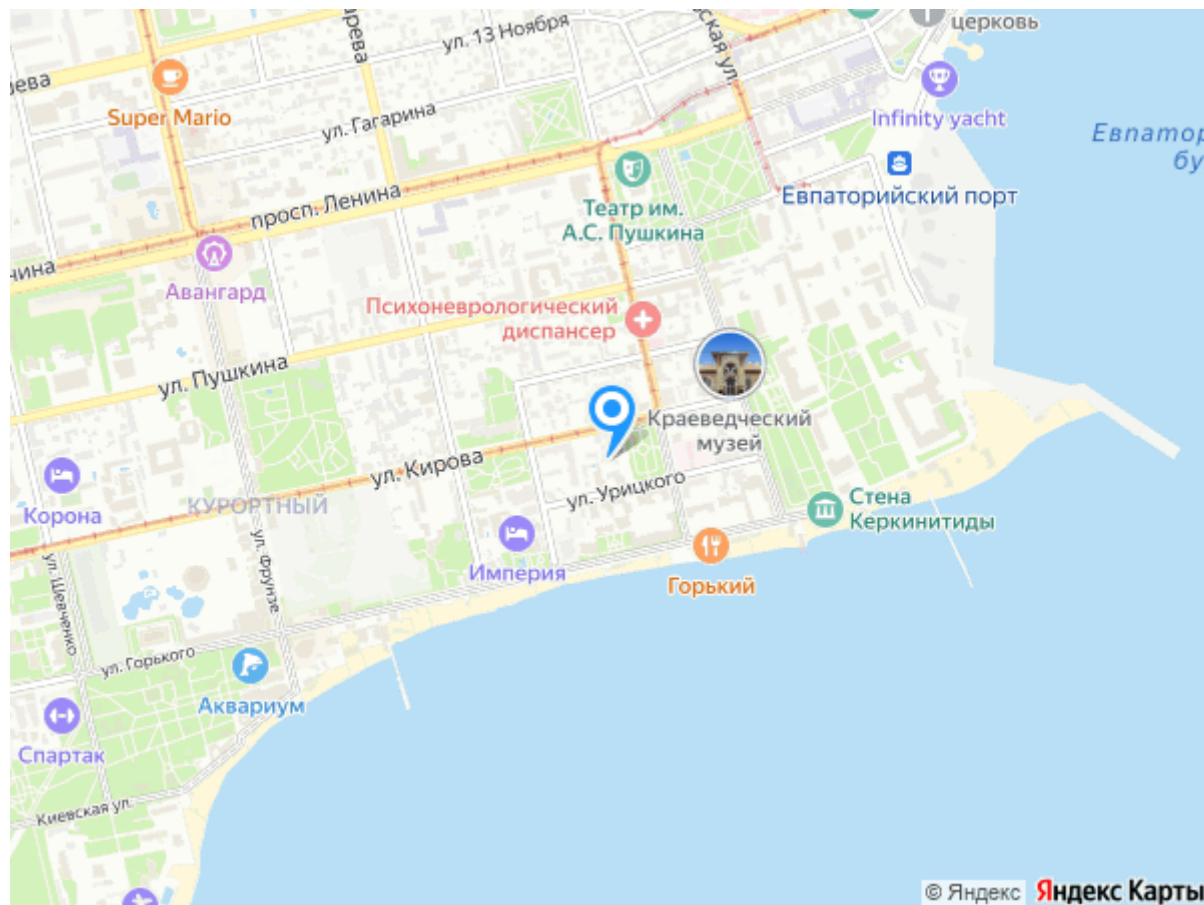 ул. 13 Ноября
церковь
Super Mario
ул. Гагарина
Infinity yacht
просп. Ленина
Театр им.
А.С. Пушкина
Евпаторийский порт
Авангард
Психоневрологический
диспансер
ул. Пушкина
Краеведческий
музей
ул. Кирова
ул. Урицкого
Корона
КУРОРТНЫЙ
Стена
Керкинитиды
Империя
Горький
ул. Шевченко
ул. Фрунзе
ул. Горького
Аквариум
Спартак
Киевская ул.
© Яндекс
Яндекс Карты